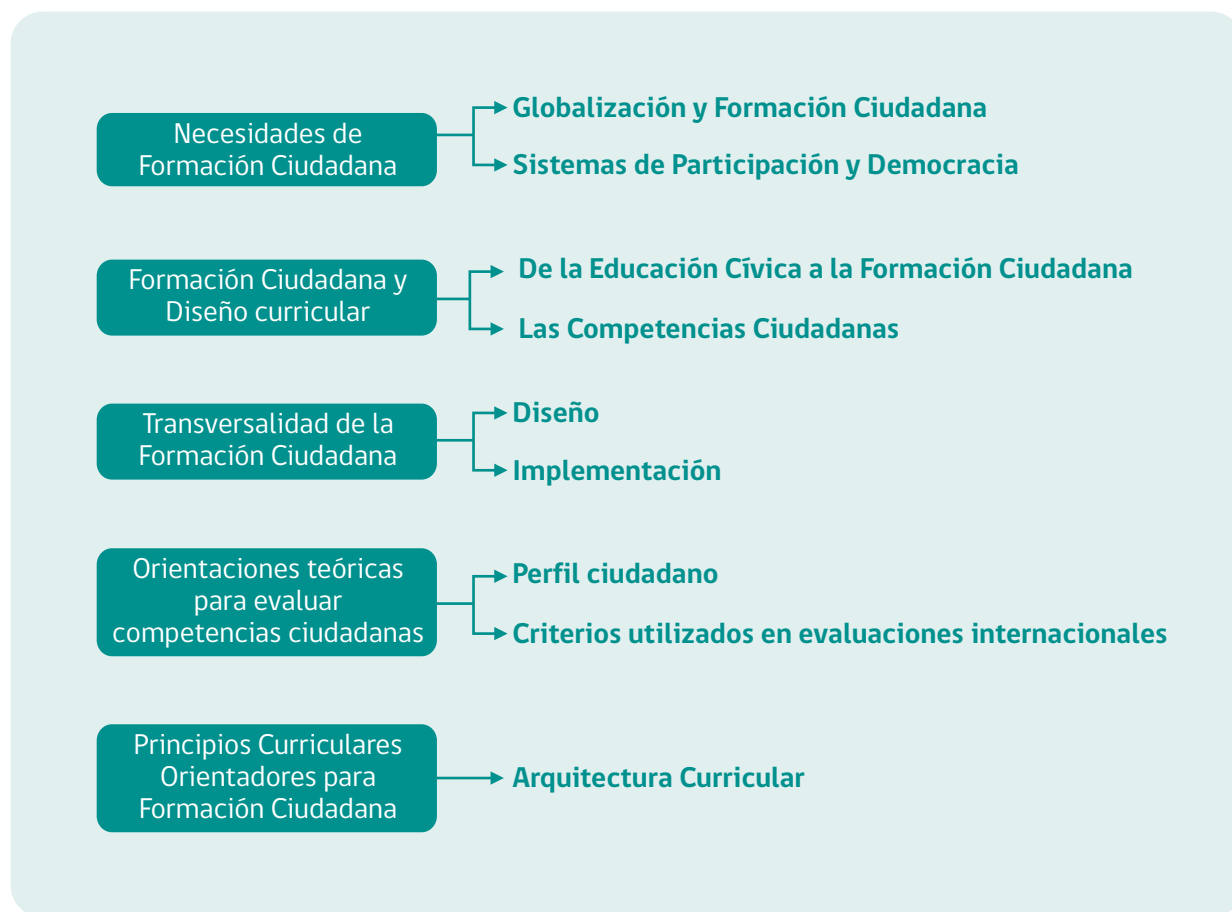 Necesidades de
Formación Ciudadana
Globalización y Formación Ciudadana
Sistemas de Participación y Democracia
Formación Ciudadana y
Diseño curricular
De la Educación Cívica a la Formación Ciudadana
Las Competencias Ciudadanas
Transversalidad de la
Formación Ciudadana
Diseño
Implementación
Orientaciones teóricas
para evaluar
competencias ciudadanas
Perfil ciudadano
Criterios utilizados en evaluaciones internacionales
Principios Curriculares
Orientadores para
Formación Ciudadana
Arquitectura Curricular